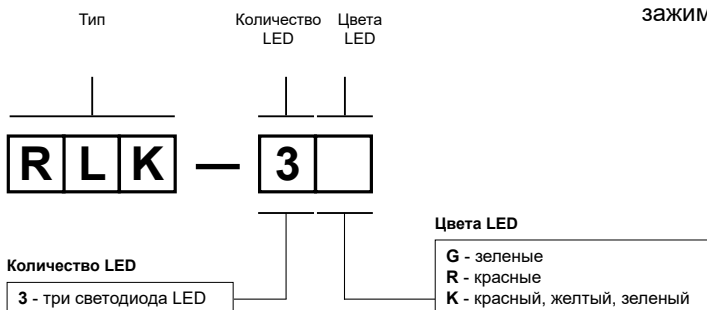 зажим
Тип
Количество LED
Цвета LED
R L K — 3
Цвета LED
G - зеленые
R - красные
K - красный, желтый, зеленый
Количество LED
3 - три светодиода LED